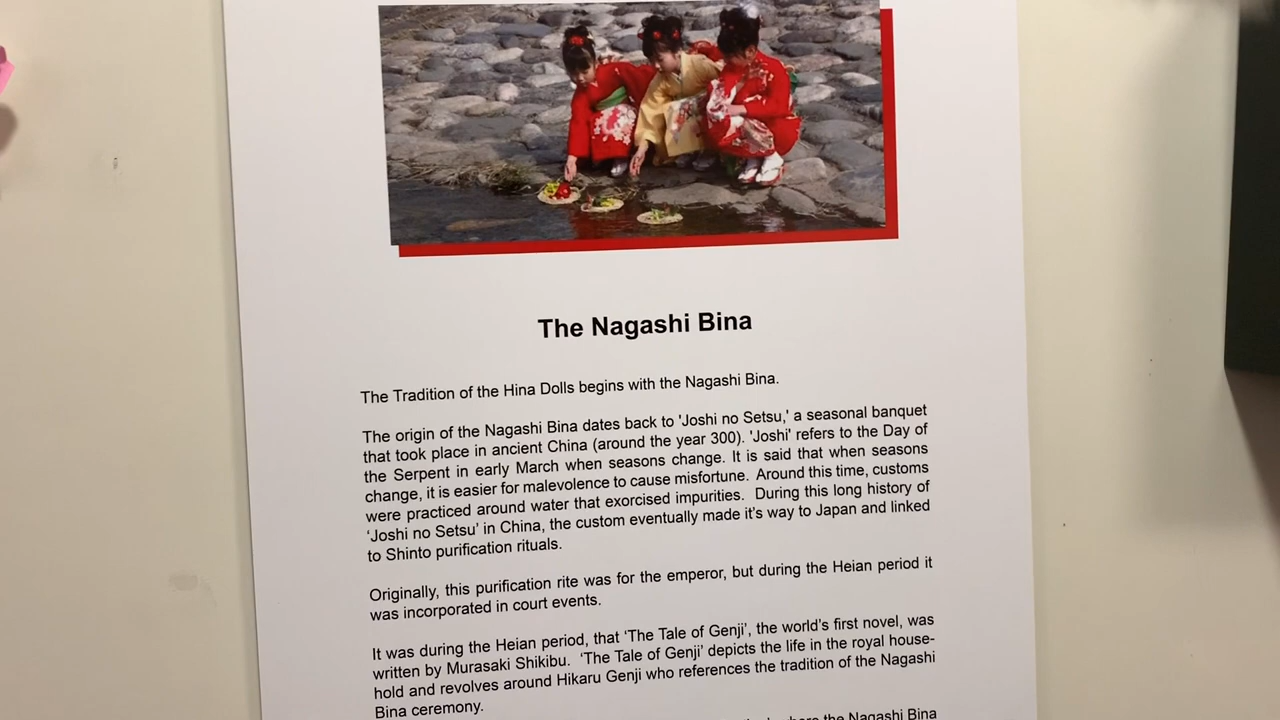 The Nagashi Bina
The Tradition of the Hina Dolls begins with the Nagashi Bina.
The origin of the Nagashi Bina dates back to 'Joshi no Setsu,' a seasonal banquet
that took place in ancient China (around the year 300). 'Joshi' refers to the Day of
the Serpent in early March when seasons change. It is said that when seasons
change, it is easier for malevolence to cause misfortune. Around this time, customs
were practiced around water that exorcised impurities. During this long history of
‘Joshi no Setsu’ in China, the custom eventually made it's way to Japan and linked
to Shinto purification rituals.
Originally, this purification rite was for the emperor, but during the Heian period it
was incorporated in court events.
It was during the Heian period, that ‘The Tale of Genji’, the world’s first novel, was
written by Murasaki Shikibu. ‘The Tale of Genji’ depicts the life in the royal house-
hold and revolves around Hikaru Genji who references the tradition of the Nagashi
Bina ceremony.
where the Nagashi Bina